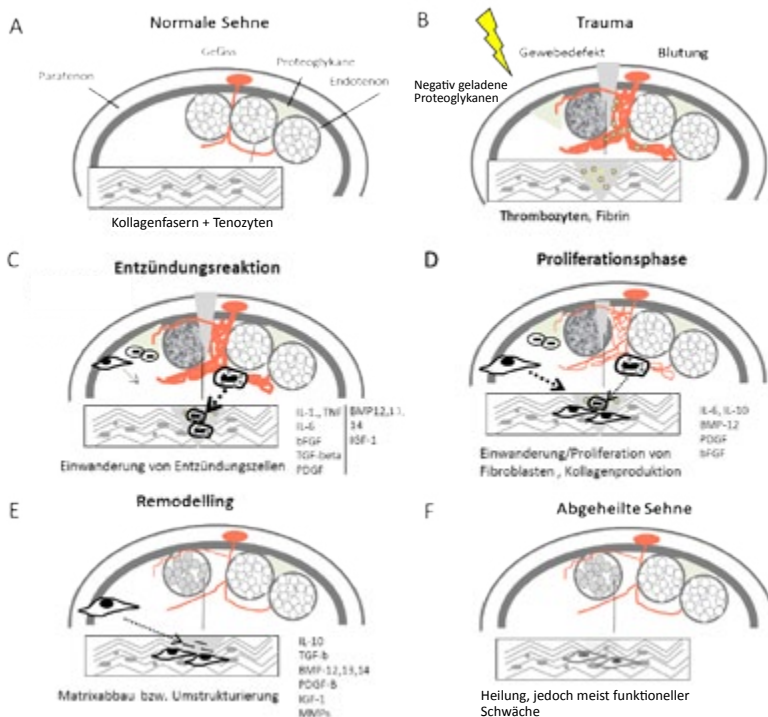 A
Normale Sehne
Gefäss
Proteoglykane
Paratenon
Endotenon
Kollagenfasern + Tenozyten
B
Trauma
Gewebedefekt
Blutung
Negativ geladene
Proteoglykanen
Thrombozyten, Fibrin
C
Entzündungsreaktion
IL-1,, TNF
IL-6
bFGF
TGF-beta
PDGF
BMP12,1
14
IGF-1
Einwanderung von Entzündungszellen
D
Proliferationsphase
IL-6, IL-10
BMP-12
PDGF
bFGF
Einwanderung/Proliferation von
Fibroblasten , Kollagenproduktion
E
Remodelling
IL-10
TGF-b
BMP-12,13,14
PDGF-B
IGF-1
MMPs
Matrixabbau bzw. Umstrukturierung
F
Abgeheilte Sehne
Heilung, jedoch meist funktioneller
Schwäche